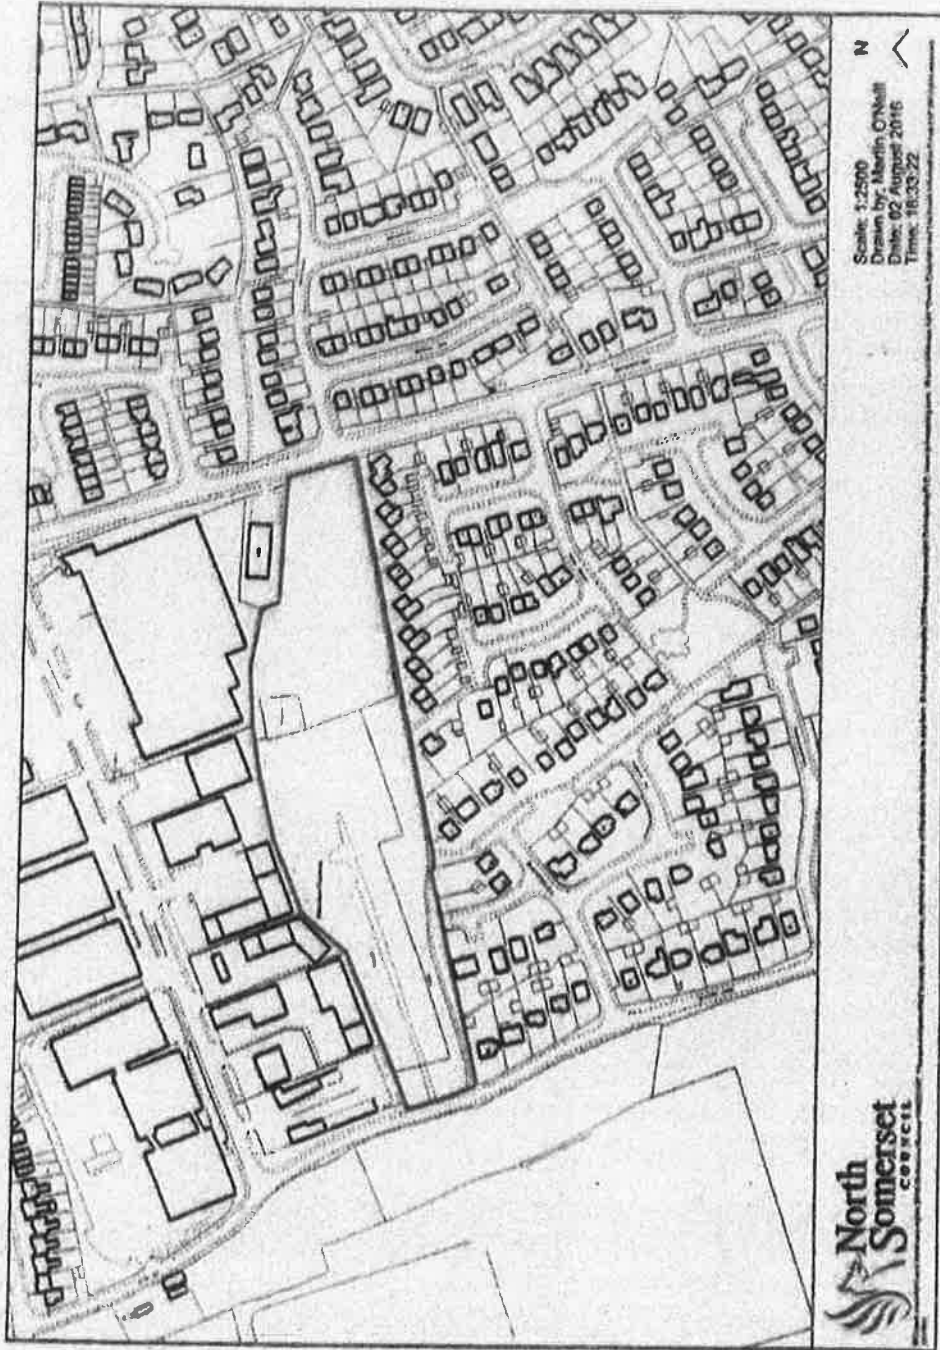 N
Scale: 1:2500
Drawn by: Martin O'Neill
Date: 02 August 2016
Time: 16:33:22
North
Somerset
COUNCIL